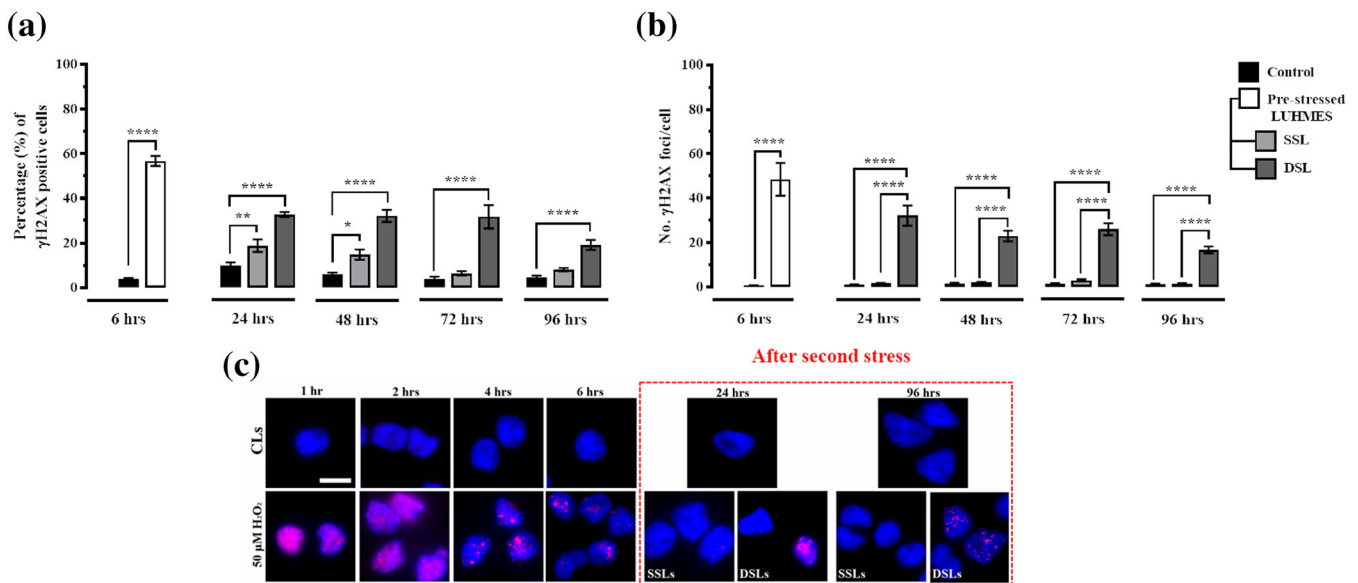 (a)
100
80
60
40
20
0
Percentage (%) of
γH2AX positive cells
****
**
****
*
****
****
****
6 hrs
24 hrs
48 hrs
72 hrs
96 hrs
(b)
100
80
60
40
20
0
No. γH2AX foci/cell
****
****
****
****
****
****
****
****
****
6 hrs
24 hrs
48 hrs
72 hrs
96 hrs
Control
Pre-stressed
LUHMES
SSL
DSL
After second stress
(c)
1 hr
2 hrs
4 hrs
6 hrs
24 hrs
96 hrs
CLs
50 µM H₂O₂
SSLs
DSLs
SSLs
DSLs